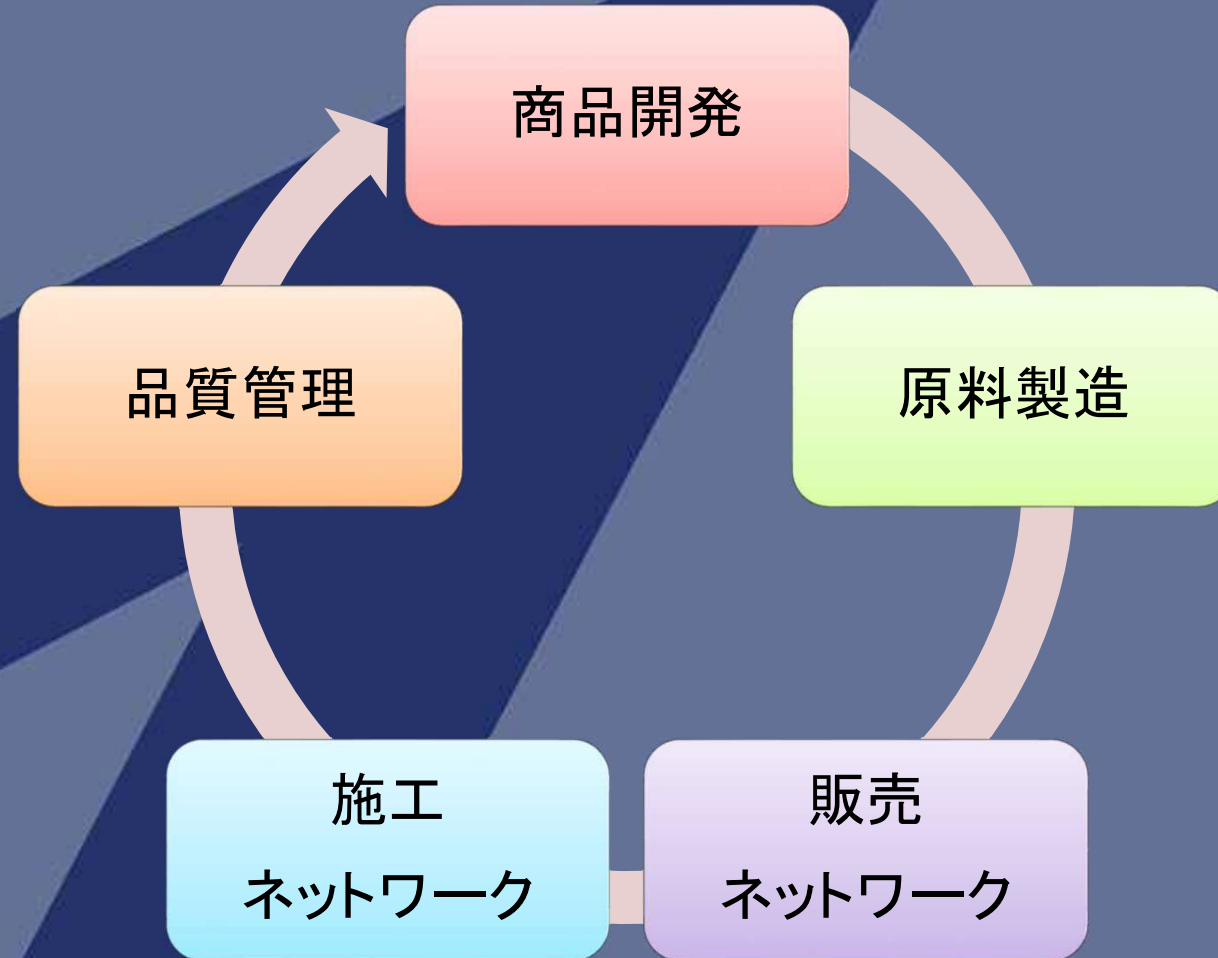 商品開発
品質管理
原料製造
施工
ネットワーク
販売
ネットワーク